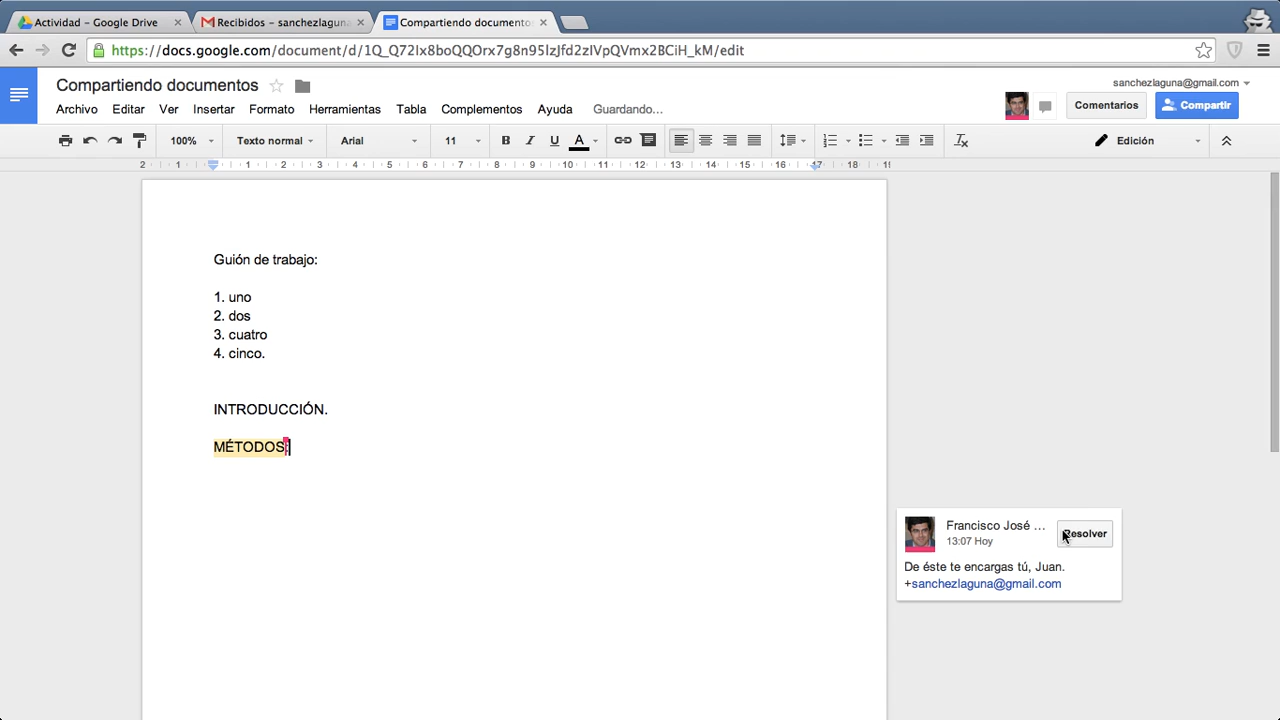 Actividad - Google Drive
Recibidos - sanchezlaguna
Compartiendo documentos
https://docs.google.com/document/d/1Q_Q72Ix8boQQOrx7g8n95IzJfd2zIVpQVmx2BCiH_kM/edit
Compartiendo documentos
sanchezlaguna@gmail.com
Archivo Editar Ver Insertar Formato Herramientas Tabla Complementos Ayuda Guardando...
Comentarios Compartir
100% Texto normal Arial 11 B I U A Edición
2 1 1 2 3 4 5 6 7 8 9 10 11 12 13 14 15 16 17 18
Guión de trabajo:
1. uno
2. dos
3. cuatro
4. cinco.
INTRODUCCIÓN.
MÉTODOS:
Francisco José ...
Resolver
13:07 Hoy
De éste te encargas tú, Juan.
+sanchezlaguna@gmail.com